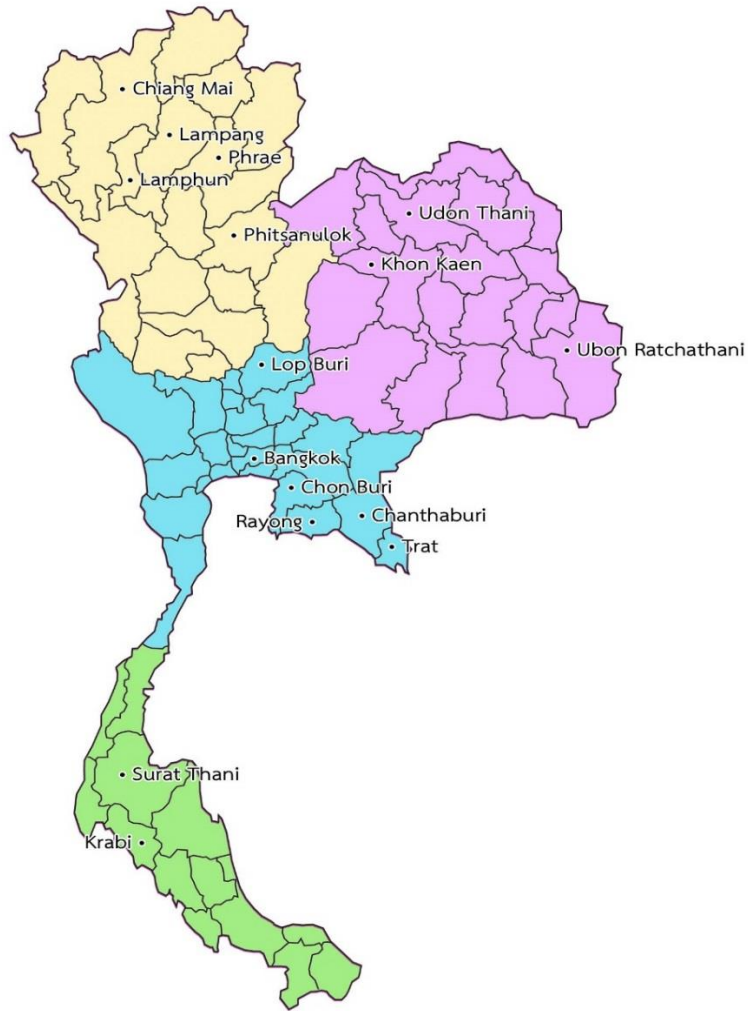 Chiang Mai
Lampang
Phrae
Lamphun
Udon Thani
Phitsanulok
Khon Kaen
Ubon Ratchathani
Lop Buri
Bangkok
Chon Buri
Rayong
Chanthaburi
Trat
Surat Thani
Krabi